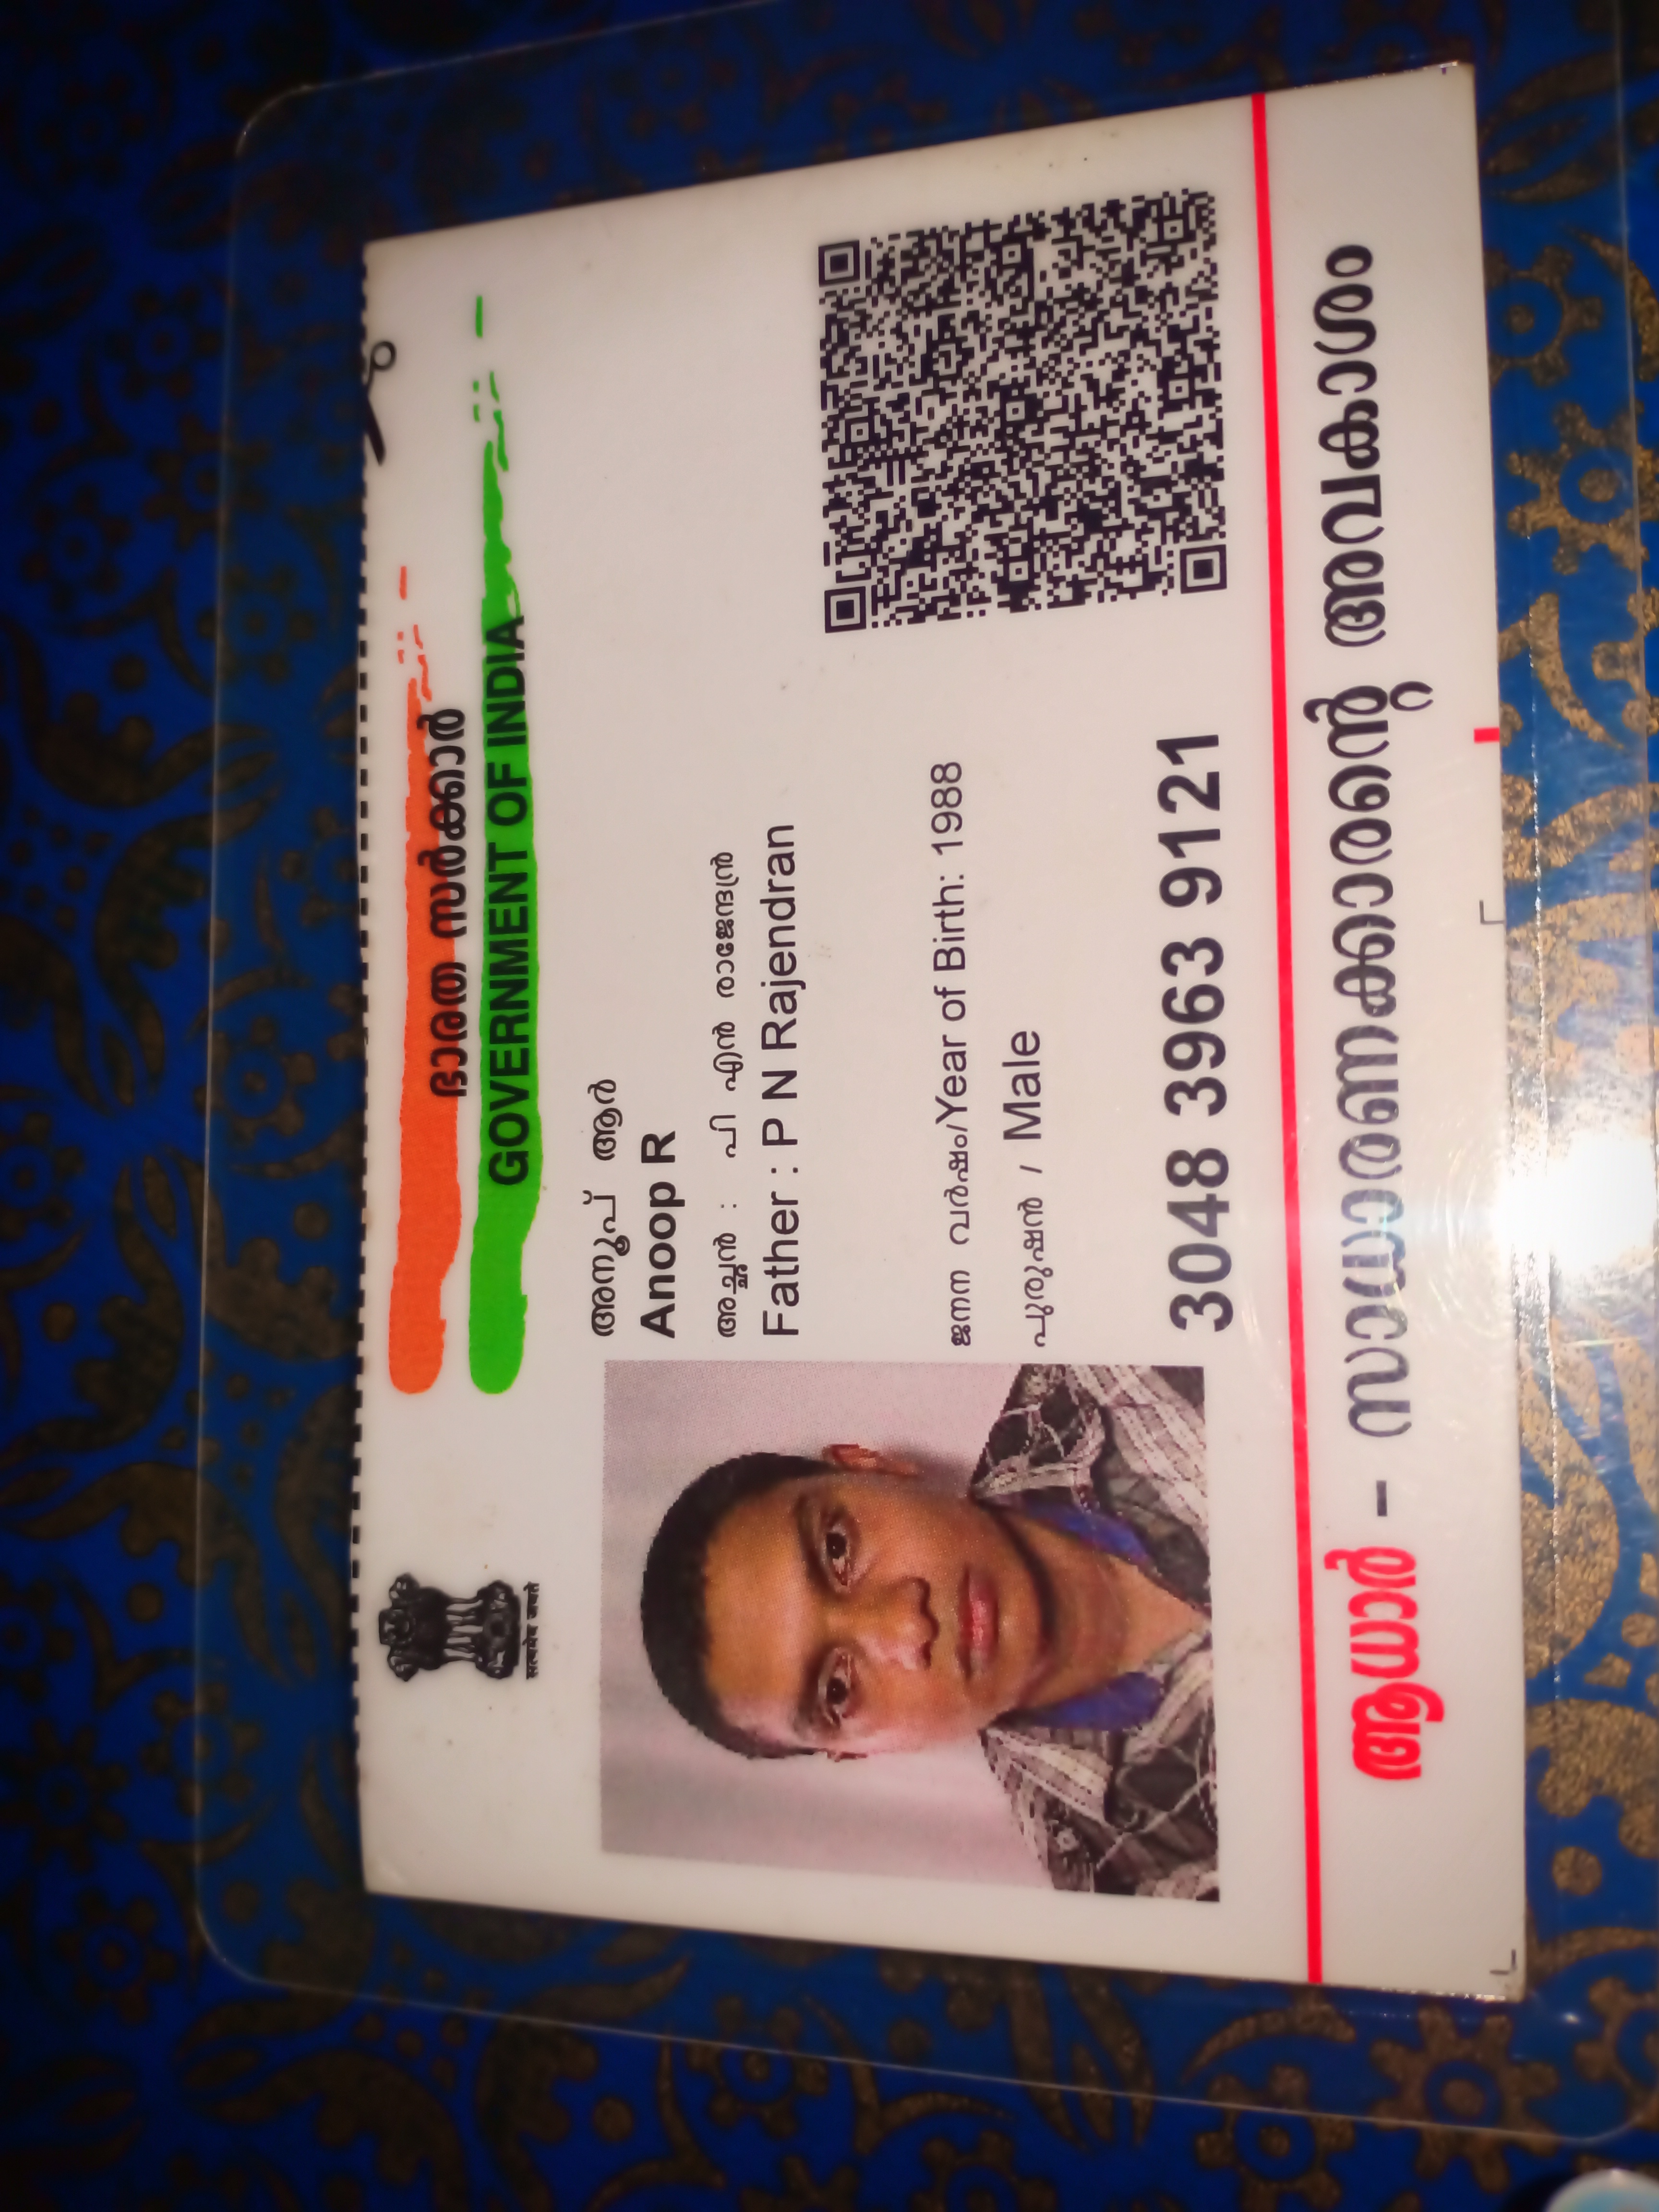 सत्यमेव जयते
ഭാരത സർക്കാർ
GOVERNMENT OF INDIA
അനൂപ് ആർ
Anoop R
അച്ഛൻ : പി എൻ രാജേന്ദ്രൻ
Father : P N Rajendran
ജനന വർഷം/Year of Birth: 1988
പുരുഷൻ / Male
3048 3963 9121
ആധാർ - സാധാരണക്കാരന്റെ അവകാശം